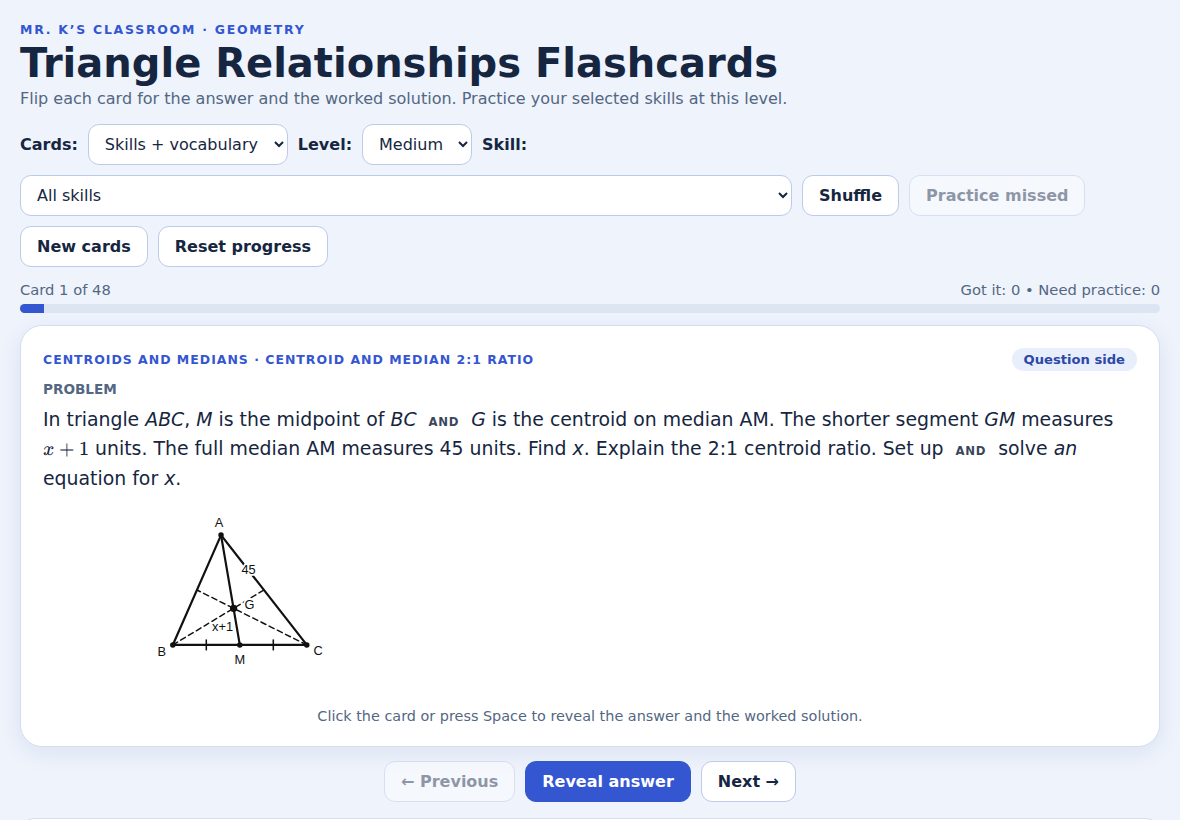 MR. K’S CLASSROOM · GEOMETRY
Triangle Relationships Flashcards
Flip each card for the answer and the worked solution. Practice your selected skills at this level.
Cards: Skills + vocabulary Level: Medium Skill:
All skills Shuffle Practice missed
New cards Reset progress
Card 1 of 48 Got it: 0 • Need practice: 0
CENTROIDS AND MEDIANS · CENTROID AND MEDIAN 2:1 RATIO Question side
PROBLEM
In triangle ABC, M is the midpoint of BC AND G is the centroid on median AM. The shorter segment GM measures
x + 1 units. The full median AM measures 45 units. Find x. Explain the 2:1 centroid ratio. Set up AND solve an
equation for x.
A
45
G
x+1
B C
M
Click the card or press Space to reveal the answer and the worked solution.
← Previous Reveal answer Next →